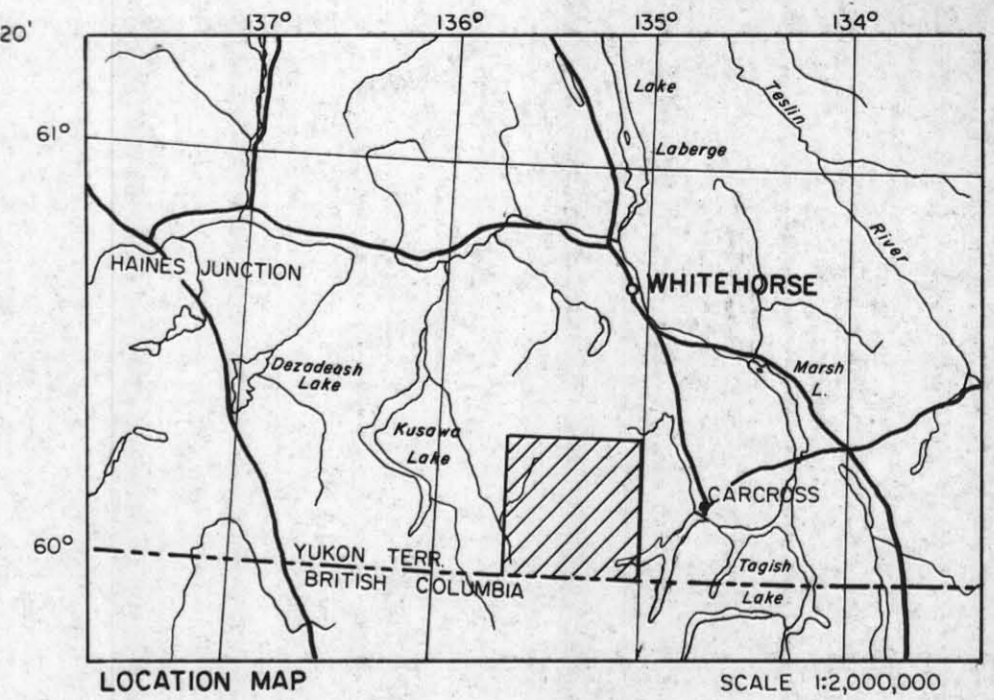 137° 136° 135° 134°
20'
Lake
Teslin
61°
Laberge
River
HAINES JUNCTION
WHITEHORSE
Dezadeash
Lake
Marsh
L.
Kusawa
Lake
CARCROSS
60°
YUKON TERR.
BRITISH COLUMBIA
Tagish
Lake
LOCATION MAP
SCALE 1:2,000,000